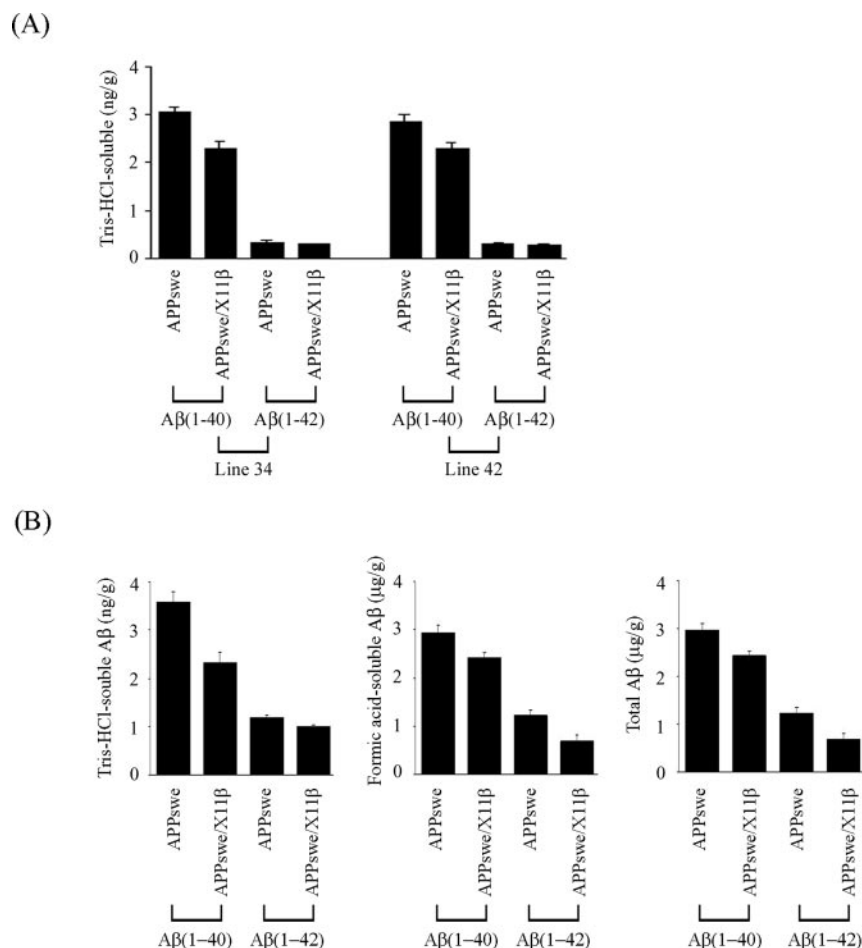 (A)
Tris-HCl-soluble (ng/g)
4
3
2
1
0
APPswe
APPswe/X11β
APPswe
APPswe/X11β
APPswe
APPswe/X11β
APPswe
APPswe/X11β
Aβ(1-40)
Aβ(1-42)
Aβ(1-40)
Aβ(1-42)
Line 34
Line 42
(B)
Tris-HCl-souble Aβ (ng/g)
4
3
2
1
0
APPswe
APPswe/X11β
APPswe
APPswe/X11β
Aβ(1–40)
Aβ(1–42)
Formic acid-soluble Aβ (μg/g)
4
3
2
1
0
APPswe
APPswe/X11β
APPswe
APPswe/X11β
Aβ(1–40)
Aβ(1–42)
Total Aβ (μg/g)
4
3
2
1
0
APPswe
APPswe/X11β
APPswe
APPswe/X11β
Aβ(1–40)
Aβ(1–42)